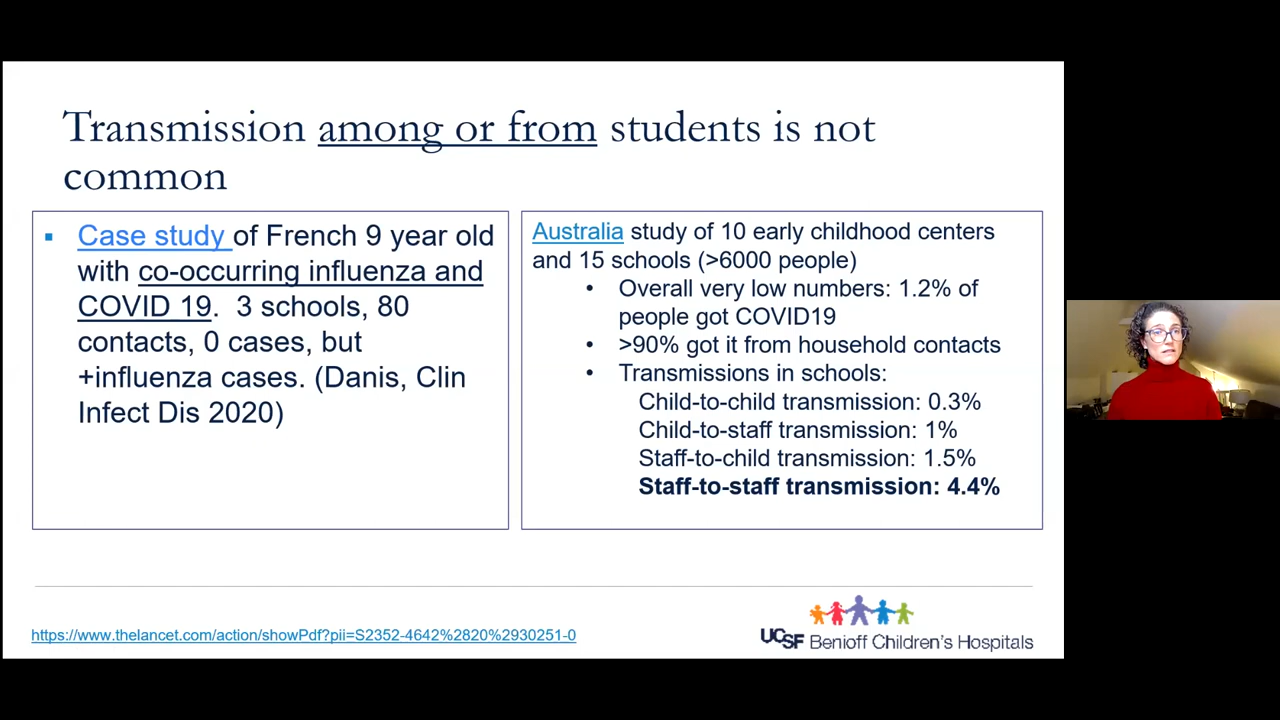 Transmission among or from students is not
common
▪ Case study of French 9 year old
with co-occurring influenza and
COVID 19.  3 schools, 80
contacts, 0 cases, but
+influenza cases. (Danis, Clin
Infect Dis 2020)
Australia study of 10 early childhood centers
and 15 schools (>6000 people)
• Overall very low numbers: 1.2% of
people got COVID19
• >90% got it from household contacts
• Transmissions in schools:
Child-to-child transmission: 0.3%
Child-to-staff transmission: 1%
Staff-to-child transmission: 1.5%
Staff-to-staff transmission: 4.4%
https://www.thelancet.com/action/showPdf?pii=S2352-4642%2820%2930251-0
UCSF Benioff Children's Hospitals